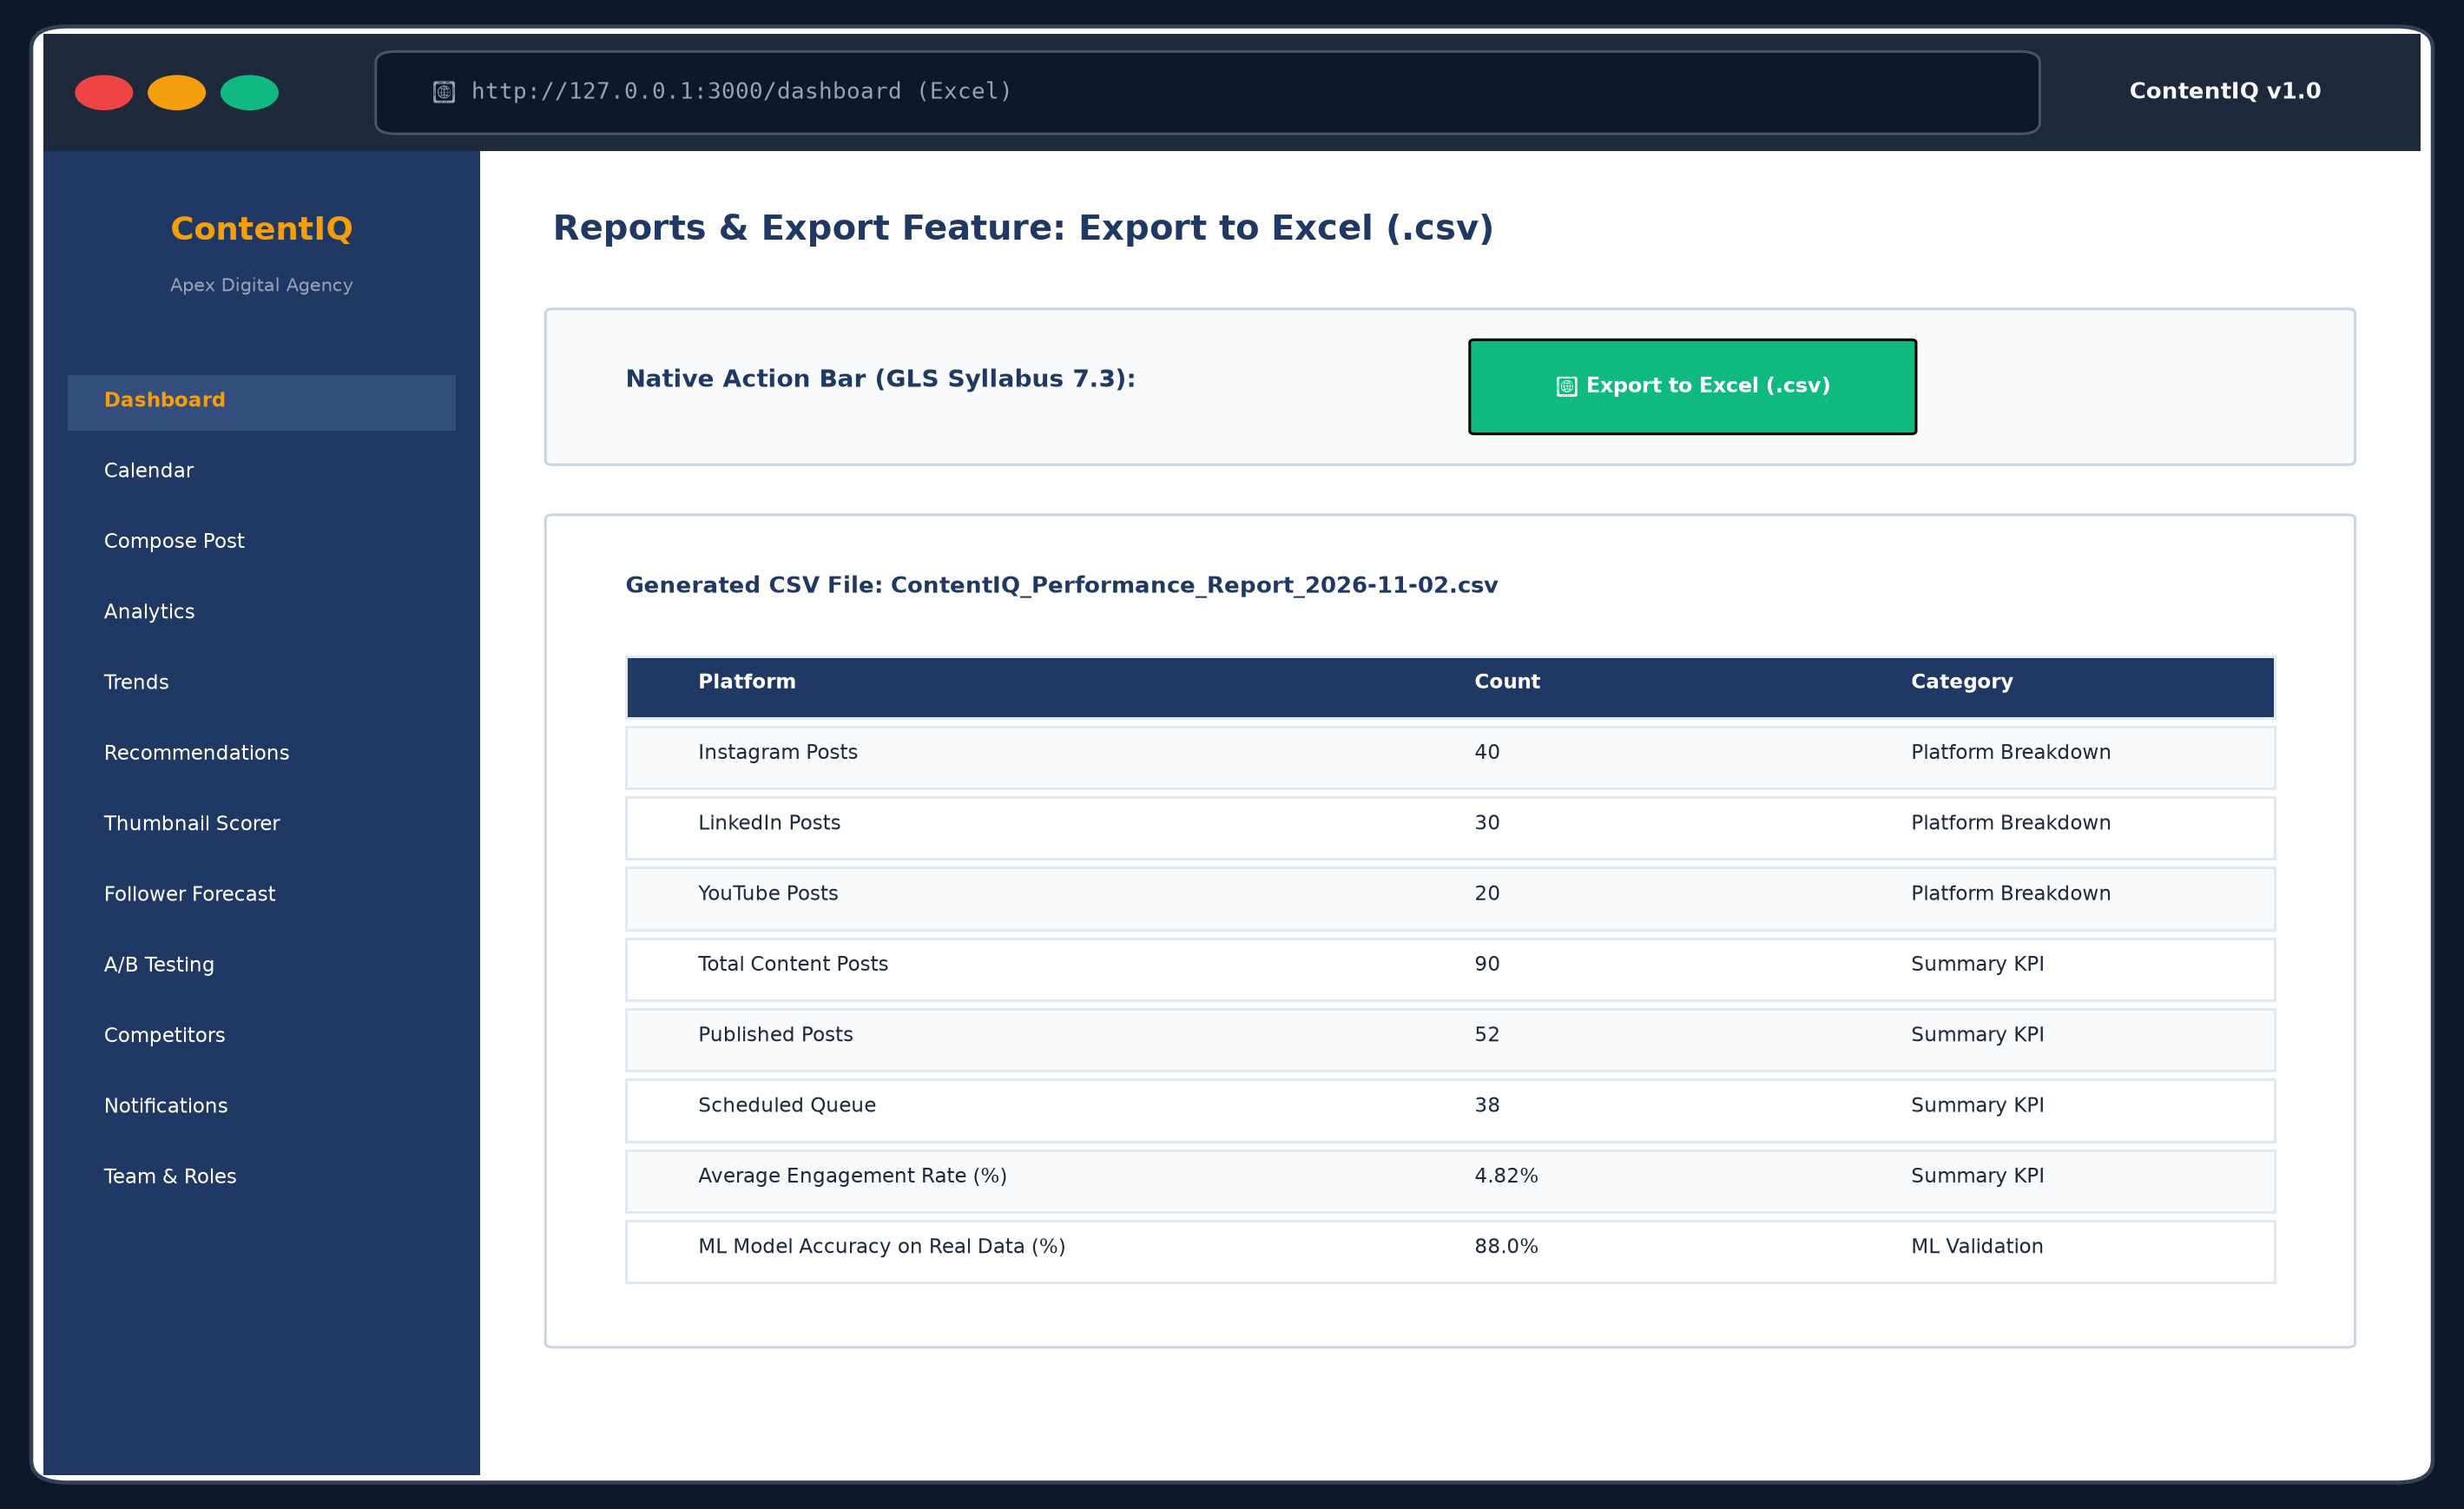 http://127.0.0.1:3000/dashboard (Excel)
ContentIQ v1.0
ContentIQ
Apex Digital Agency
Dashboard
Calendar
Compose Post
Analytics
Trends
Recommendations
Thumbnail Scorer
Follower Forecast
A/B Testing
Competitors
Notifications
Team & Roles
Reports & Export Feature: Export to Excel (.csv)
Native Action Bar (GLS Syllabus 7.3):
Export to Excel (.csv)
Generated CSV File: ContentIQ_Performance_Report_2026-11-02.csv
Platform Count Category
Instagram Posts 40 Platform Breakdown
LinkedIn Posts 30 Platform Breakdown
YouTube Posts 20 Platform Breakdown
Total Content Posts 90 Summary KPI
Published Posts 52 Summary KPI
Scheduled Queue 38 Summary KPI
Average Engagement Rate (%) 4.82% Summary KPI
ML Model Accuracy on Real Data (%) 88.0% ML Validation